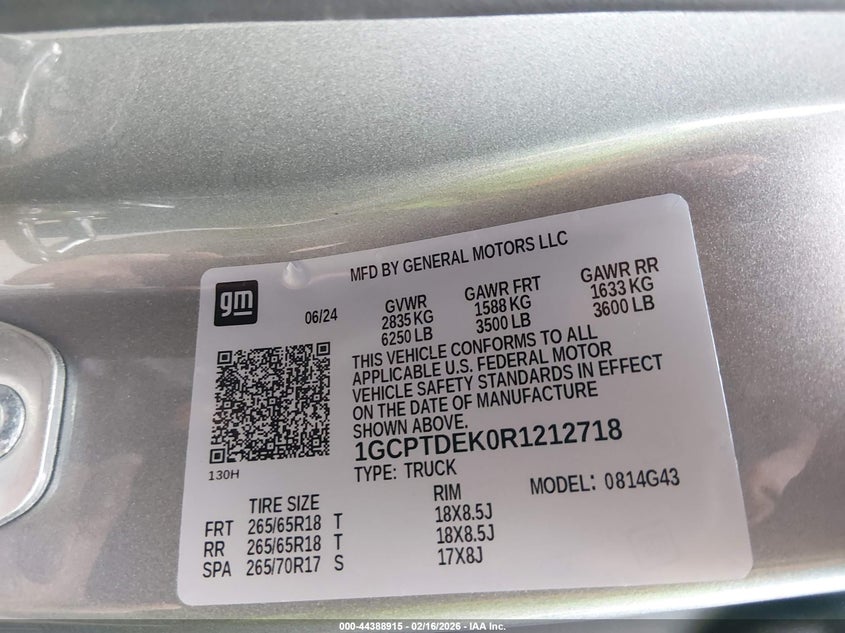 MFD BY GENERAL MOTORS LLC
gm
06/24
GVWR
2835 KG
6250 LB
GAWR FRT
1588 KG
3500 LB
GAWR RR
1633 KG
3600 LB
THIS VEHICLE CONFORMS TO ALL
APPLICABLE U.S. FEDERAL MOTOR
VEHICLE SAFETY STANDARDS IN EFFECT
ON THE DATE OF MANUFACTURE
SHOWN ABOVE.
1GCPTDEK0R1212718
130H
TYPE: TRUCK
MODEL: 0814G43
TIRE SIZE RIM
FRT 265/65R18 T 18X8.5J
RR 265/65R18 T 18X8.5J
SPA 265/70R17 S 17X8J
000-44388915 - 02/16/2026 - IAA Inc.